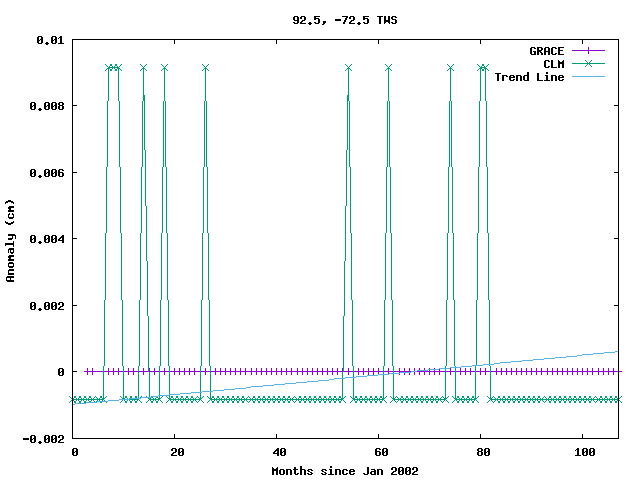 92.5, -72.5 TWS
0.01
0.008
0.006
0.004
0.002
0
-0.002
Anomaly (cm)
GRACE
CLM
Trend Line
0 20 40 60 80 100
Months since Jan 2002